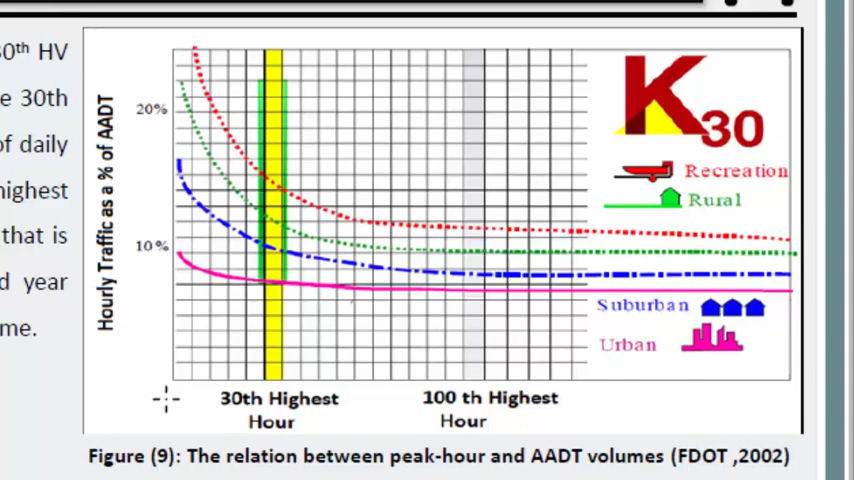 30th HV
e 30th
of daily
highest
that is
d year
me.
Hourly Traffic as a % of AADT
20%
10%
K30
Recreation
Rural
Suburban
Urban
30th Highest
Hour
100 th Highest
Hour
Figure (9): The relation between peak-hour and AADT volumes (FDOT ,2002)